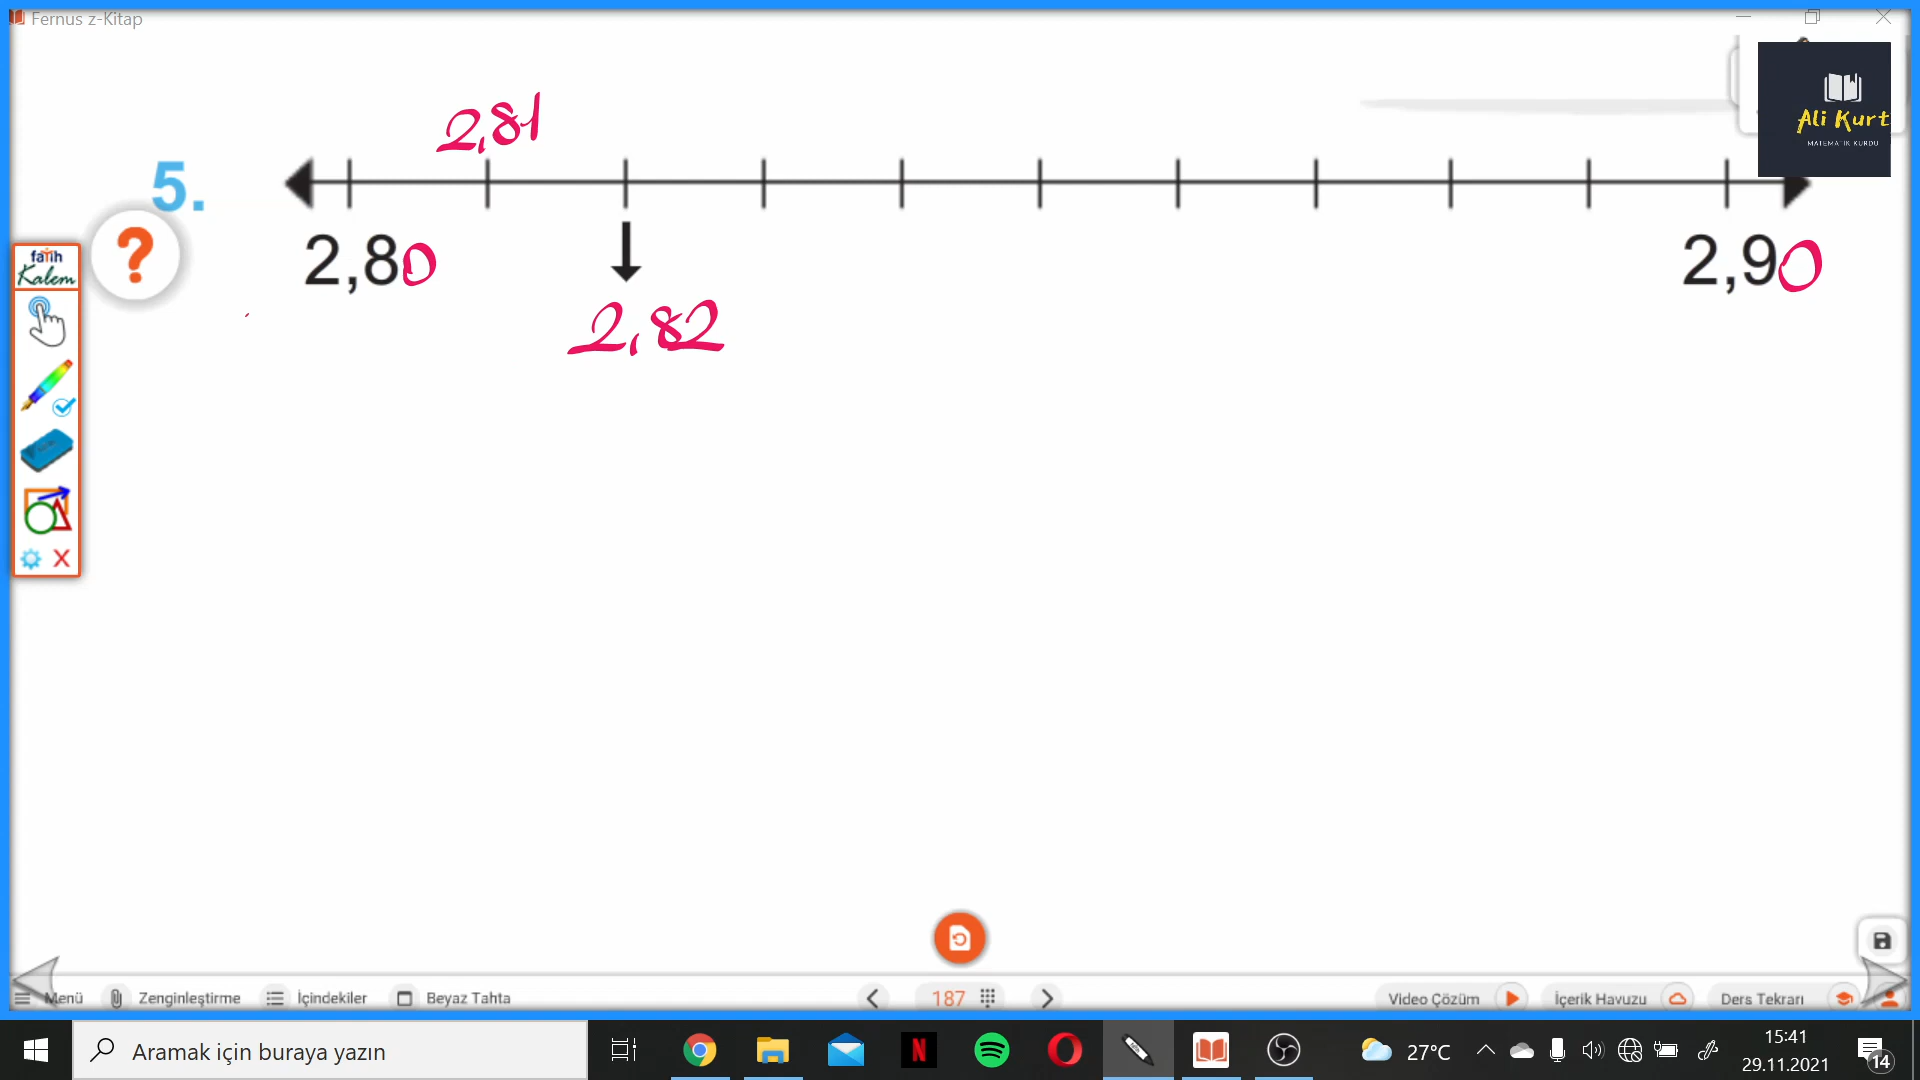 Fernus z-Kitap
Ali Kurt
MATEMATİK KURDU
2,81
5.
2,80
2,90
?
2,82
fatih
Kalem
Menü
Zenginleştirme
İçindekiler
Beyaz Tahta
187
Video Çözüm
İçerik Havuzu
Ders Tekrarı
Aramak için buraya yazın
N
27°C
15:41
29.11.2021
14